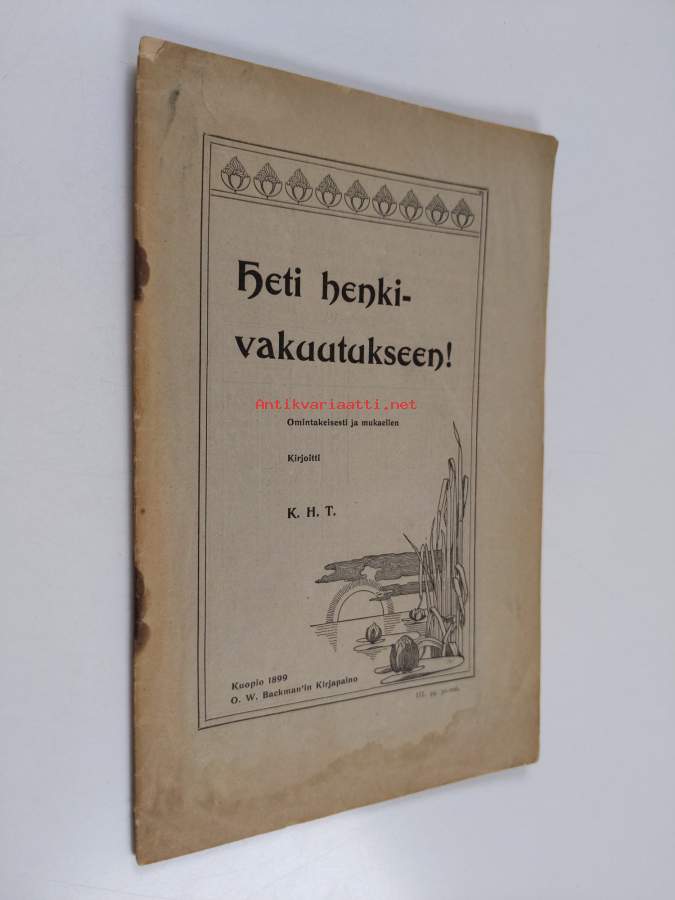 Heti henki-
vakuutukseen!
Antikvariaatti.net
Omintakeisesti ja mukaellen
Kirjoitti
K. H. T.
Kuopio 1899
O. W. Backman'in Kirjapaino